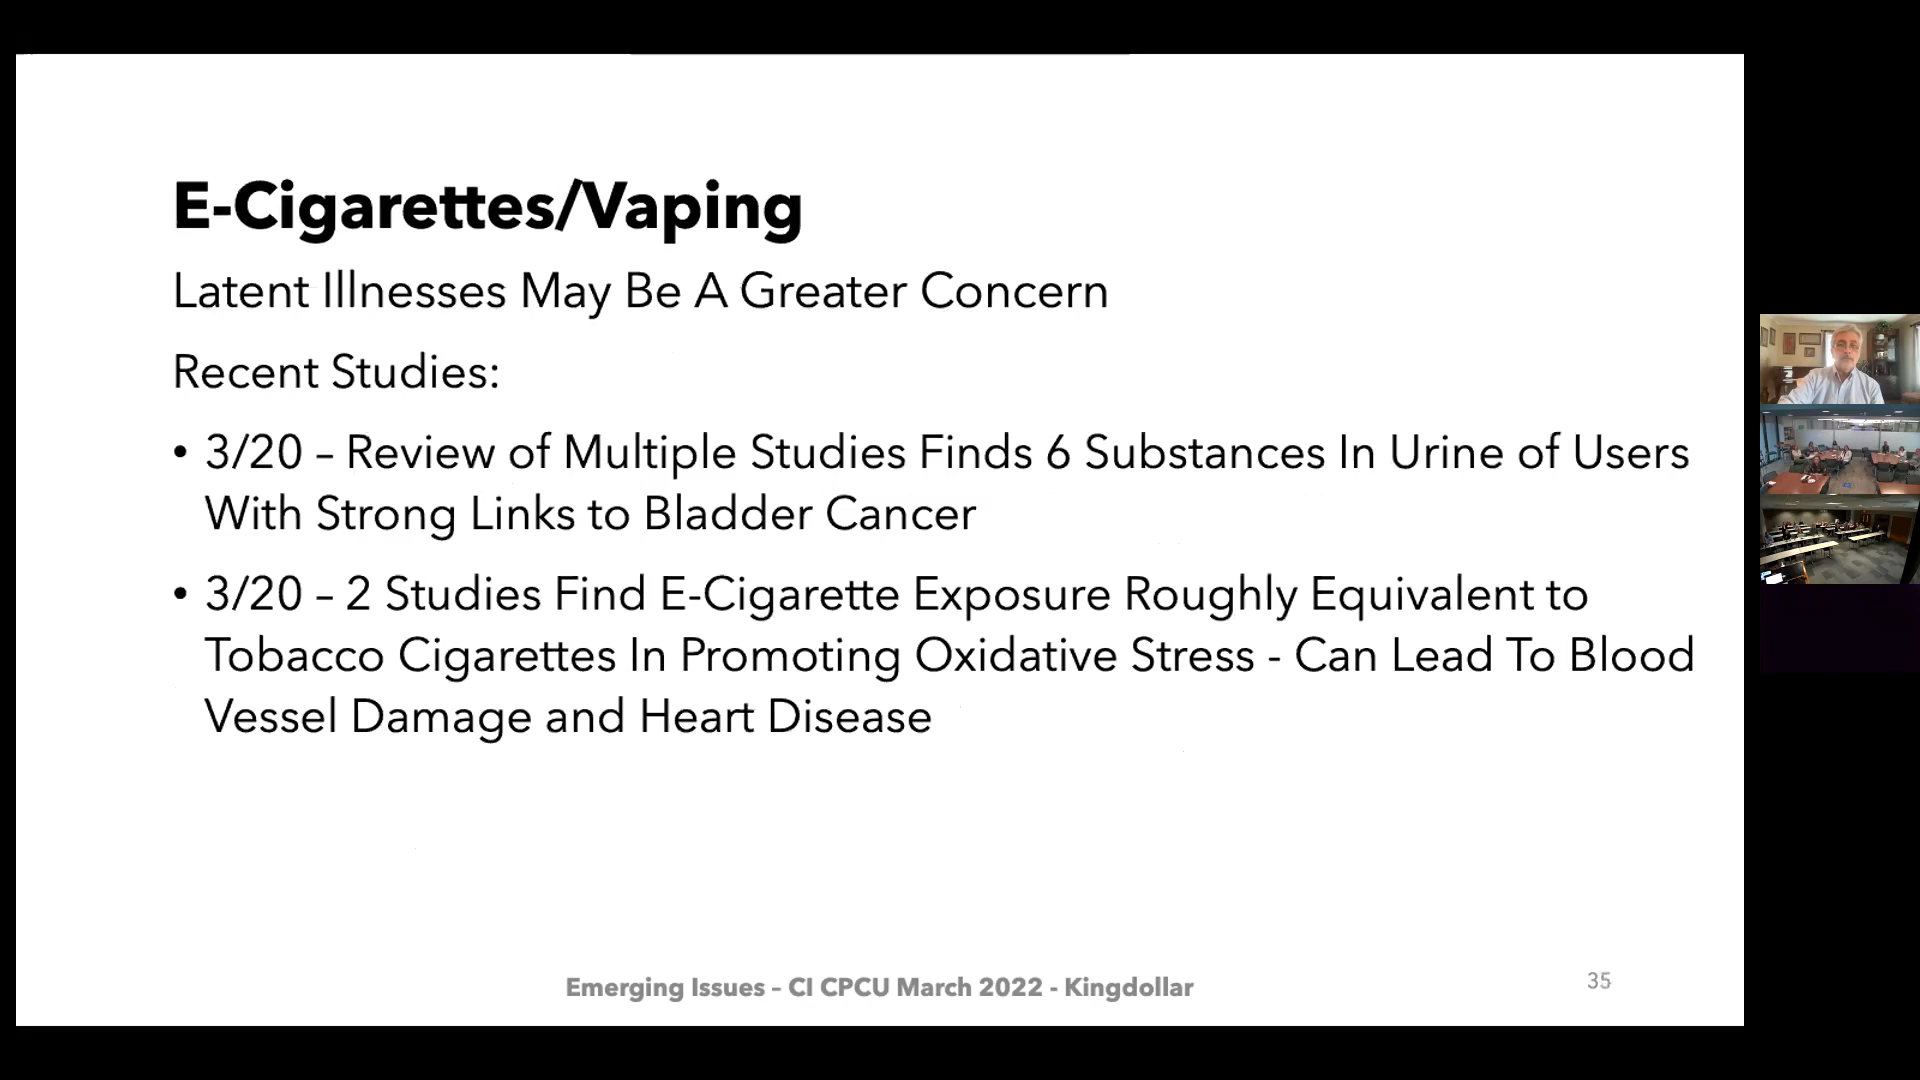 E-Cigarettes/Vaping
Latent Illnesses May Be A Greater Concern
Recent Studies:
• 3/20 – Review of Multiple Studies Finds 6 Substances In Urine of Users
With Strong Links to Bladder Cancer
• 3/20 – 2 Studies Find E-Cigarette Exposure Roughly Equivalent to
Tobacco Cigarettes In Promoting Oxidative Stress - Can Lead To Blood
Vessel Damage and Heart Disease
Emerging Issues – CI CPCU March 2022 - Kingdollar
35